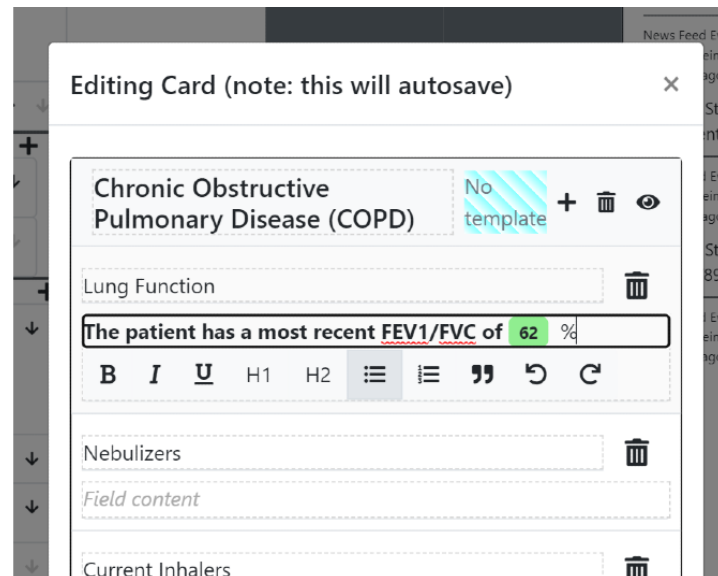 News Feed E
Editing Card (note: this will autosave)
×
Chronic Obstructive
Pulmonary Disease (COPD)
No
template
Lung Function
The patient has a most recent FEV1/FVC of 62 %
B I U H1 H2
Nebulizers
Field content
Current Inhalers